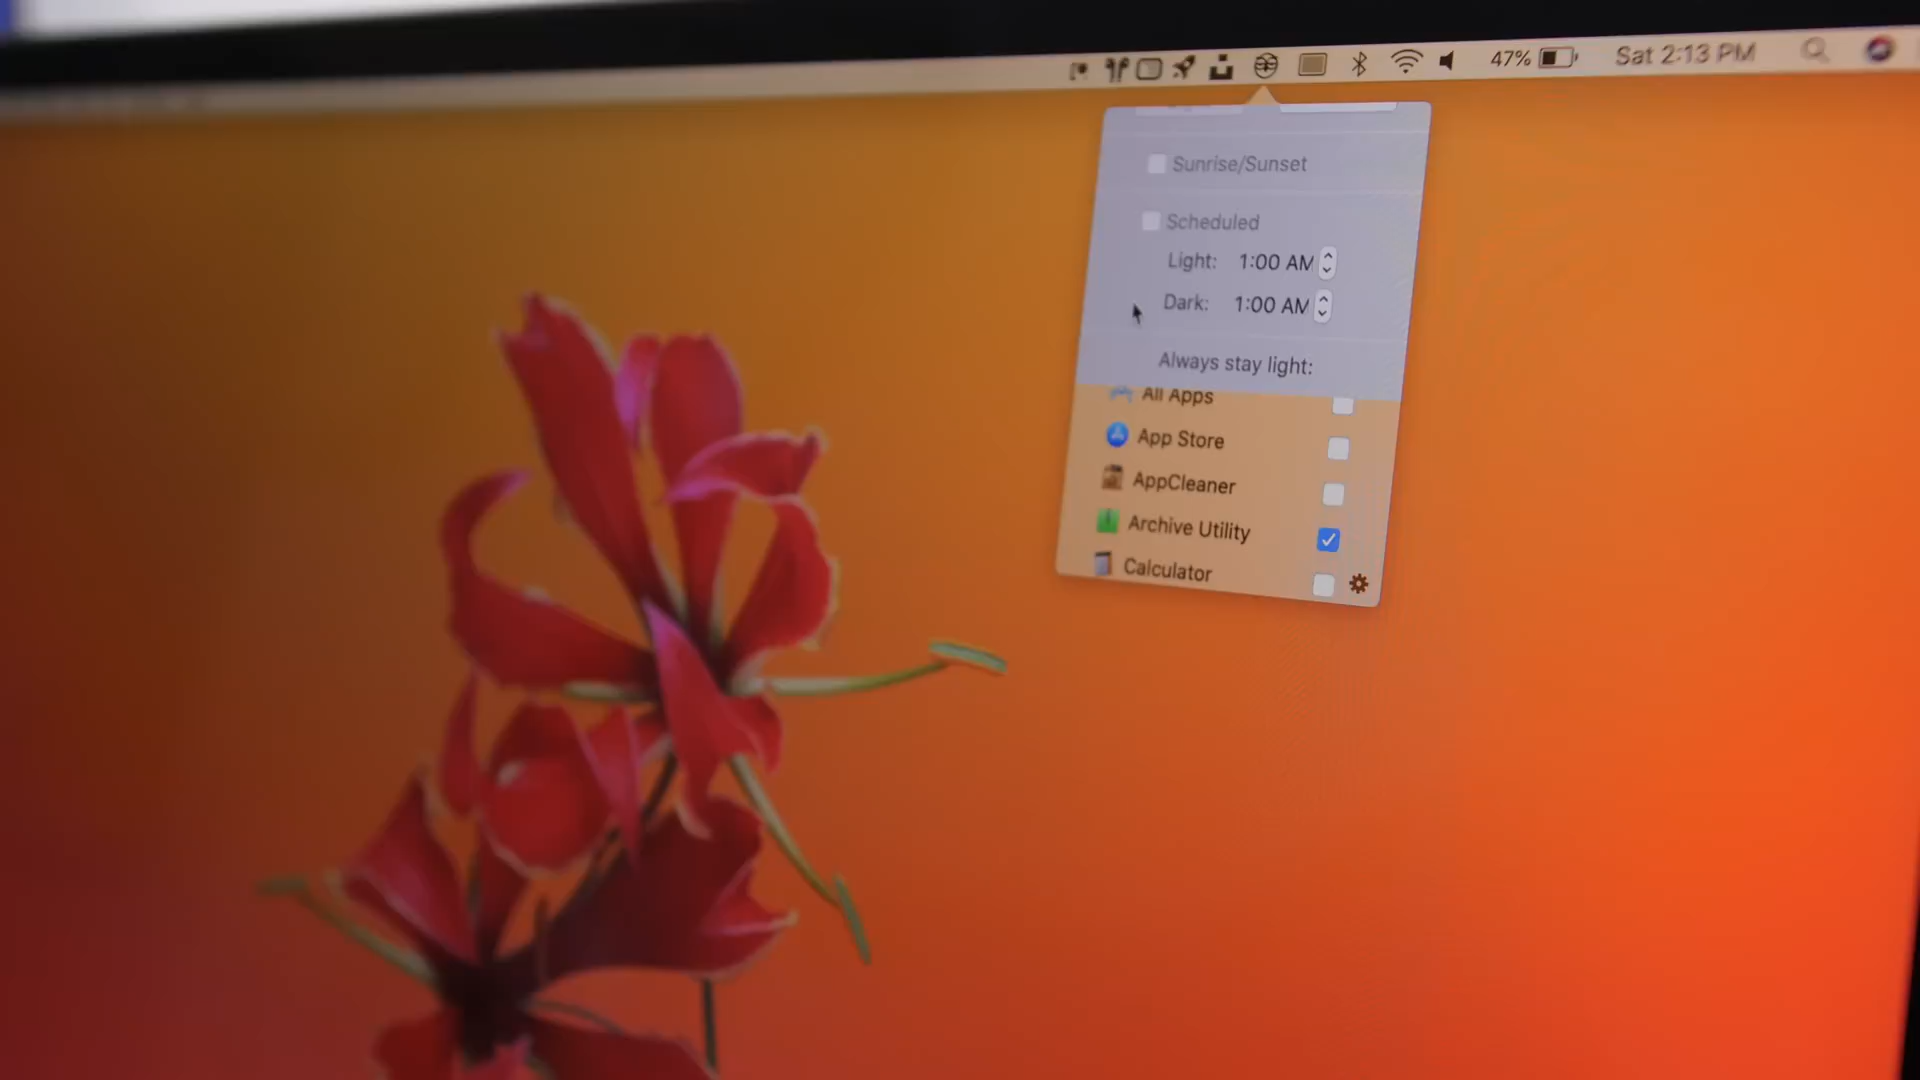 47% Sat 2:13 PM
Sunrise/Sunset
Scheduled
Light: 1:00 AM
Dark: 1:00 AM
Always stay light:
All Apps
App Store
AppCleaner
Archive Utility
Calculator